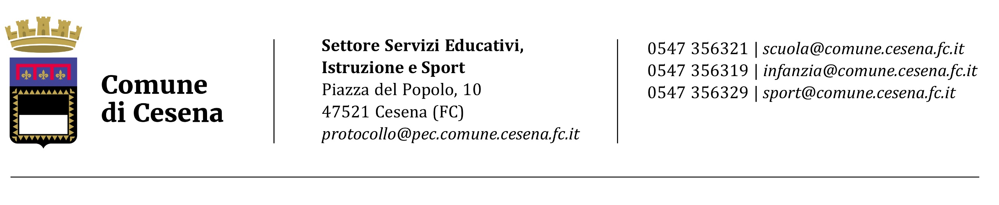 Comune
di Cesena
Settore Servizi Educativi,
Istruzione e Sport
Piazza del Popolo, 10
47521 Cesena (FC)
protocollo@pec.comune.cesena.fc.it
0547 356321 | scuola@comune.cesena.fc.it
0547 356319 | infanzia@comune.cesena.fc.it
0547 356329 | sport@comune.cesena.fc.it